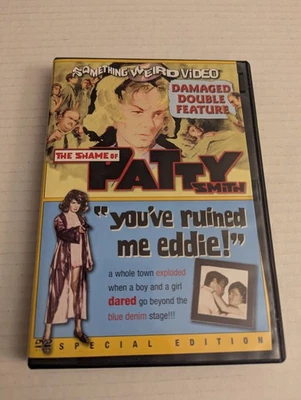 SOMETHING WEIRD VIDEO
DAMAGED
DOUBLE
FEATURE
THE SHAME OF
PATTY
SMITH
"you've ruined
me eddie!"
a whole town exploded
when a boy and a girl
dared go beyond the
blue denim stage!!!
DVD
SPECIAL EDITION